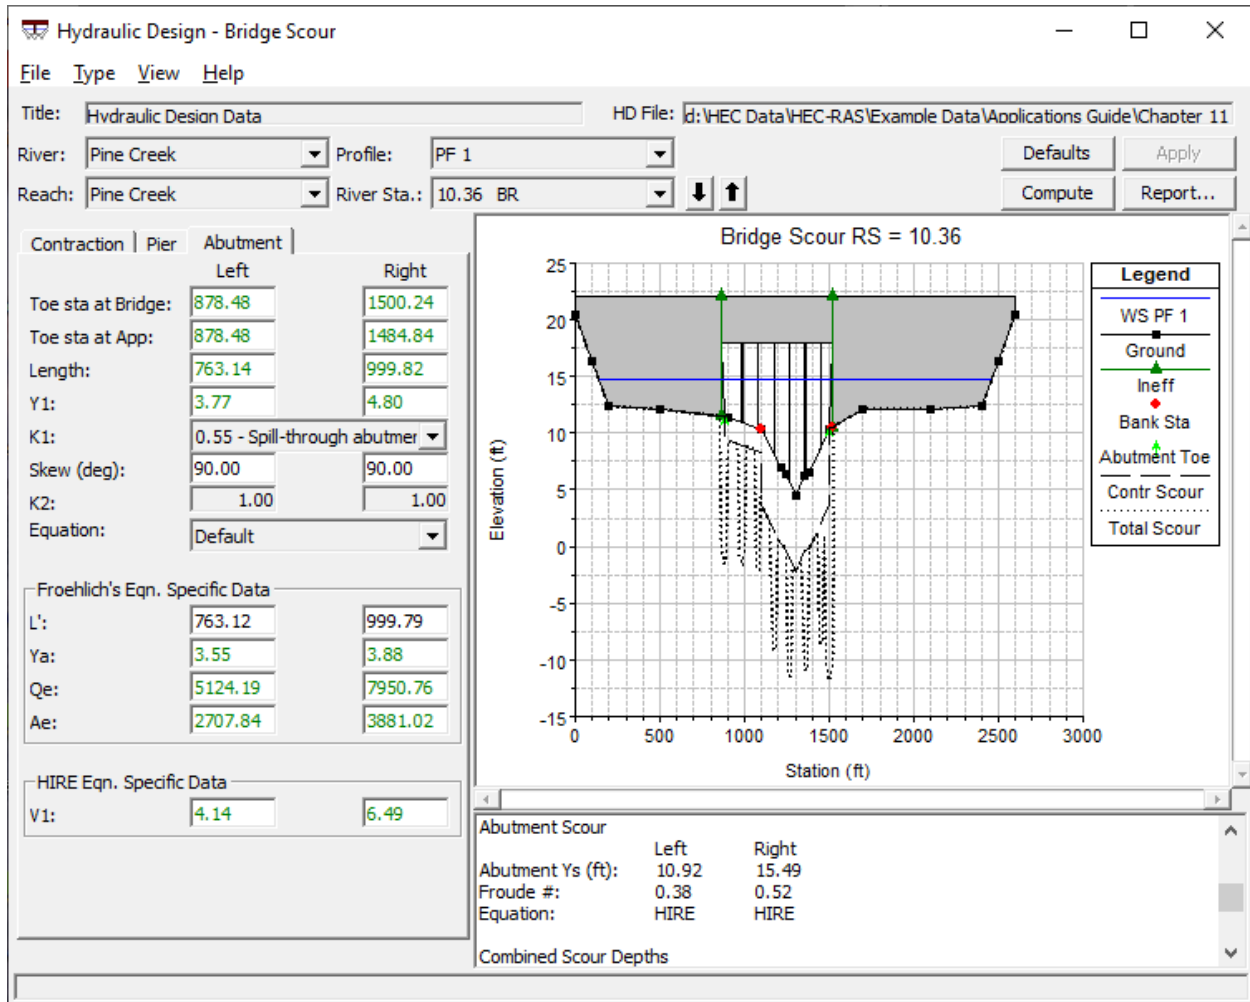 Hydraulic Design - Bridge Scour
File Type View Help
Title: Hydraulic Design Data HD File: d:\HEC Data\HEC-RAS\Example Data\Applications Guide\Chapter 11
River: Pine Creek Profile: PF 1 Defaults Apply
Reach: Pine Creek River Sta.: 10.36 BR Compute Report...
Contraction Pier Abutment
Left Right
Toe sta at Bridge: 878.48 1500.24
Toe sta at App: 878.48 1484.84
Length: 763.14 999.82
Y1: 3.77 4.80
K1: 0.55 - Spill-through abutmer
Skew (deg): 90.00 90.00
K2: 1.00 1.00
Equation: Default
Froehlich's Eqn. Specific Data
L': 763.12 999.79
Ya: 3.55 3.88
Qe: 5124.19 7950.76
Ae: 2707.84 3881.02
HIRE Eqn. Specific Data
V1: 4.14 6.49
Bridge Scour RS = 10.36
25
20
15
10
5
0
-5
-10
-15
Elevation (ft)
0 500 1000 1500 2000 2500 3000
Station (ft)
Legend
WS PF 1
Ground
Ineff
Bank Sta
Abutment Toe
Contr Scour
Total Scour
Abutment Scour
Left Right
Abutment Ys (ft): 10.92 15.49
Froude #: 0.38 0.52
Equation: HIRE HIRE
Combined Scour Depths